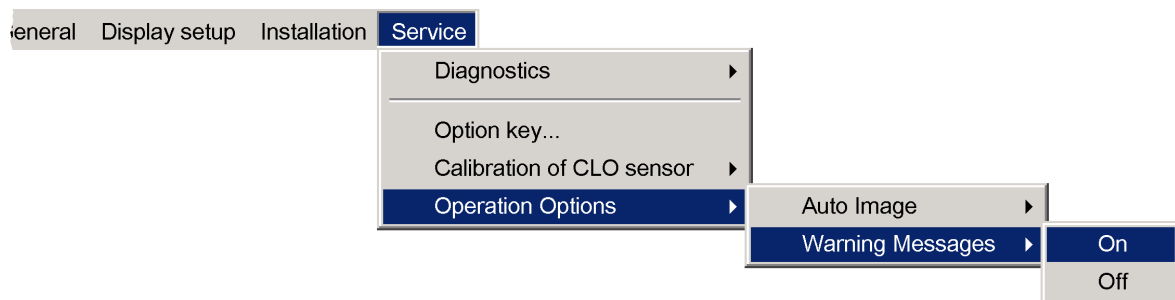 eneral Display setup Installation Service
Diagnostics
Option key...
Calibration of CLO sensor
Operation Options
Auto Image
Warning Messages On
Off